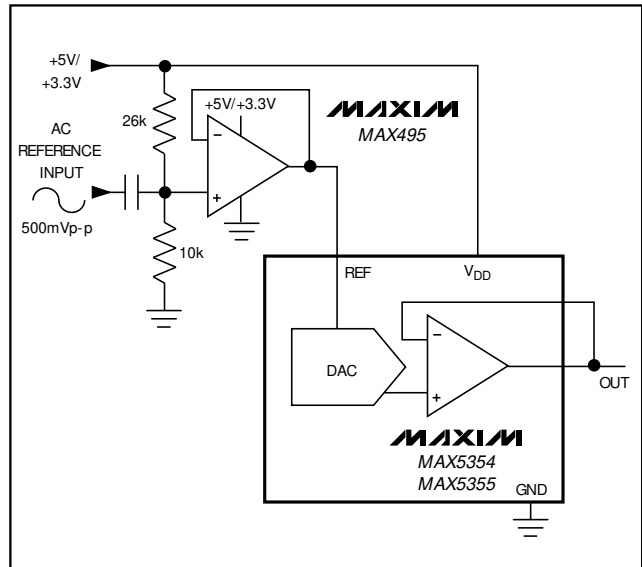 +5V/
+3.3V
26k
+5V/+3.3V
MAXIM
MAX495
AC
REFERENCE
INPUT
500mVp-p
−
+
10k
REF
VDD
DAC
−
+
OUT
MAXIM
MAX5354
MAX5355
GND